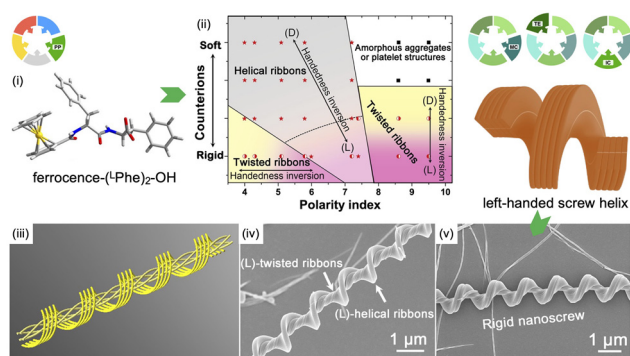 PP
(i)
ferrocence-(ᴸPhe)₂-OH
(ii)
Counterions
Soft
Rigid
Helical ribbons
(D)
Handedness inversion
(L)
Amorphous aggregates
or platelet structures
Twisted ribbons
(D)
Handedness inversion
(L)
Twisted ribbons
Handedness inversion
4 5 6 7 8 9 10
Polarity index
TE
MC
IC
left-handed screw helix
(iii)
(iv)
(L)-twisted ribbons
(L)-helical ribbons
1 μm
(v)
Rigid nanoscrew
1 μm